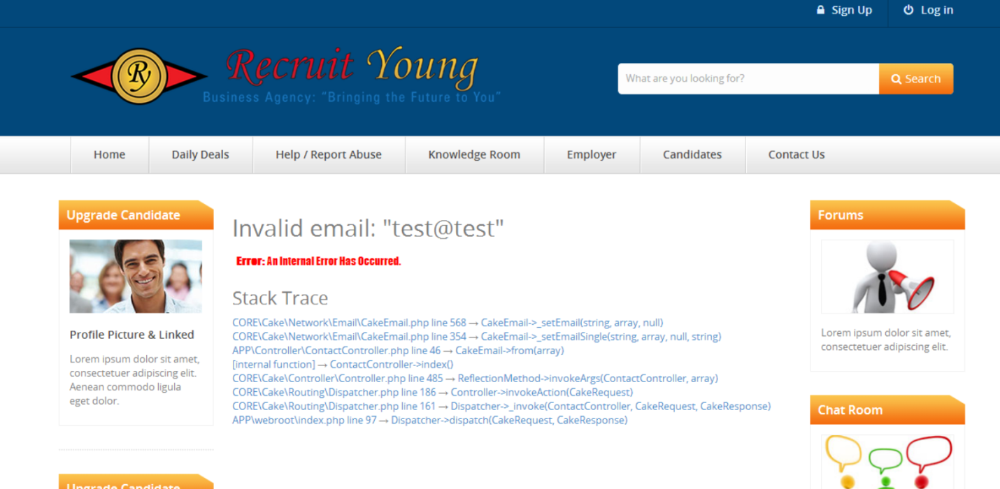 Sign Up
Log in
Ry
Recruit Young
Business Agency: "Bringing the Future to You"
What are you looking for?
Search
Home
Daily Deals
Help / Report Abuse
Knowledge Room
Employer
Candidates
Contact Us
Upgrade Candidate
Profile Picture & Linked
Lorem ipsum dolor sit amet,
consectetuer adipiscing elit.
Aenean commodo ligula
eget dolor.
Upgrade Candidate
Invalid email: "test@test"
Error: An Internal Error Has Occurred.
Stack Trace
CORE\Cake\Network\Email\CakeEmail.php line 568 → CakeEmail->_setEmail(string, array, null)
CORE\Cake\Network\Email\CakeEmail.php line 354 → CakeEmail->_setEmailSingle(string, array, null, string)
APP\Controller\ContactController.php line 46 → CakeEmail->from(array)
[internal function] → ContactController->index()
CORE\Cake\Controller\Controller.php line 485 → ReflectionMethod->invokeArgs(ContactController, array)
CORE\Cake\Routing\Dispatcher.php line 186 → Controller->invokeAction(CakeRequest)
CORE\Cake\Routing\Dispatcher.php line 161 → Dispatcher->_invoke(ContactController, CakeRequest, CakeResponse)
APP\webroot\index.php line 97 → Dispatcher->dispatch(CakeRequest, CakeResponse)
Forums
Lorem ipsum dolor sit amet,
consectetuer adipiscing elit.
Chat Room